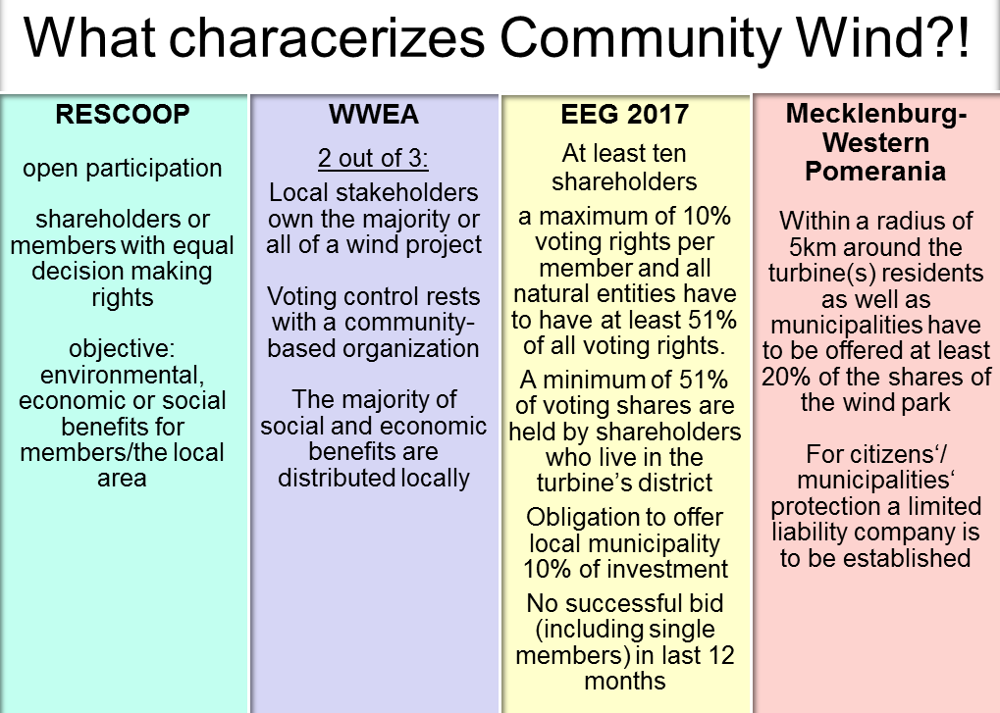 What characerizes Community Wind?!
RESCOOP
open participation
shareholders or
members with equal
decision making
rights
objective:
environmental,
economic or social
benefits for
members/the local
area
WWEA
2 out of 3:
Local stakeholders
own the majority or
all of a wind project
Voting control rests
with a community-
based organization
The majority of
social and economic
benefits are
distributed locally
EEG 2017
At least ten
shareholders
a maximum of 10%
voting rights per
member and all
natural entities have
to have at least 51%
of all voting rights.
A minimum of 51%
of voting shares are
held by shareholders
who live in the
turbine’s district
Obligation to offer
local municipality
10% of investment
No successful bid
(including single
members) in last 12
months
Mecklenburg-
Western
Pomerania
Within a radius of
5km around the
turbine(s) residents
as well as
municipalities have
to be offered at least
20% of the shares of
the wind park
For citizens‘/
municipalities‘
protection a limited
liability company is
to be established